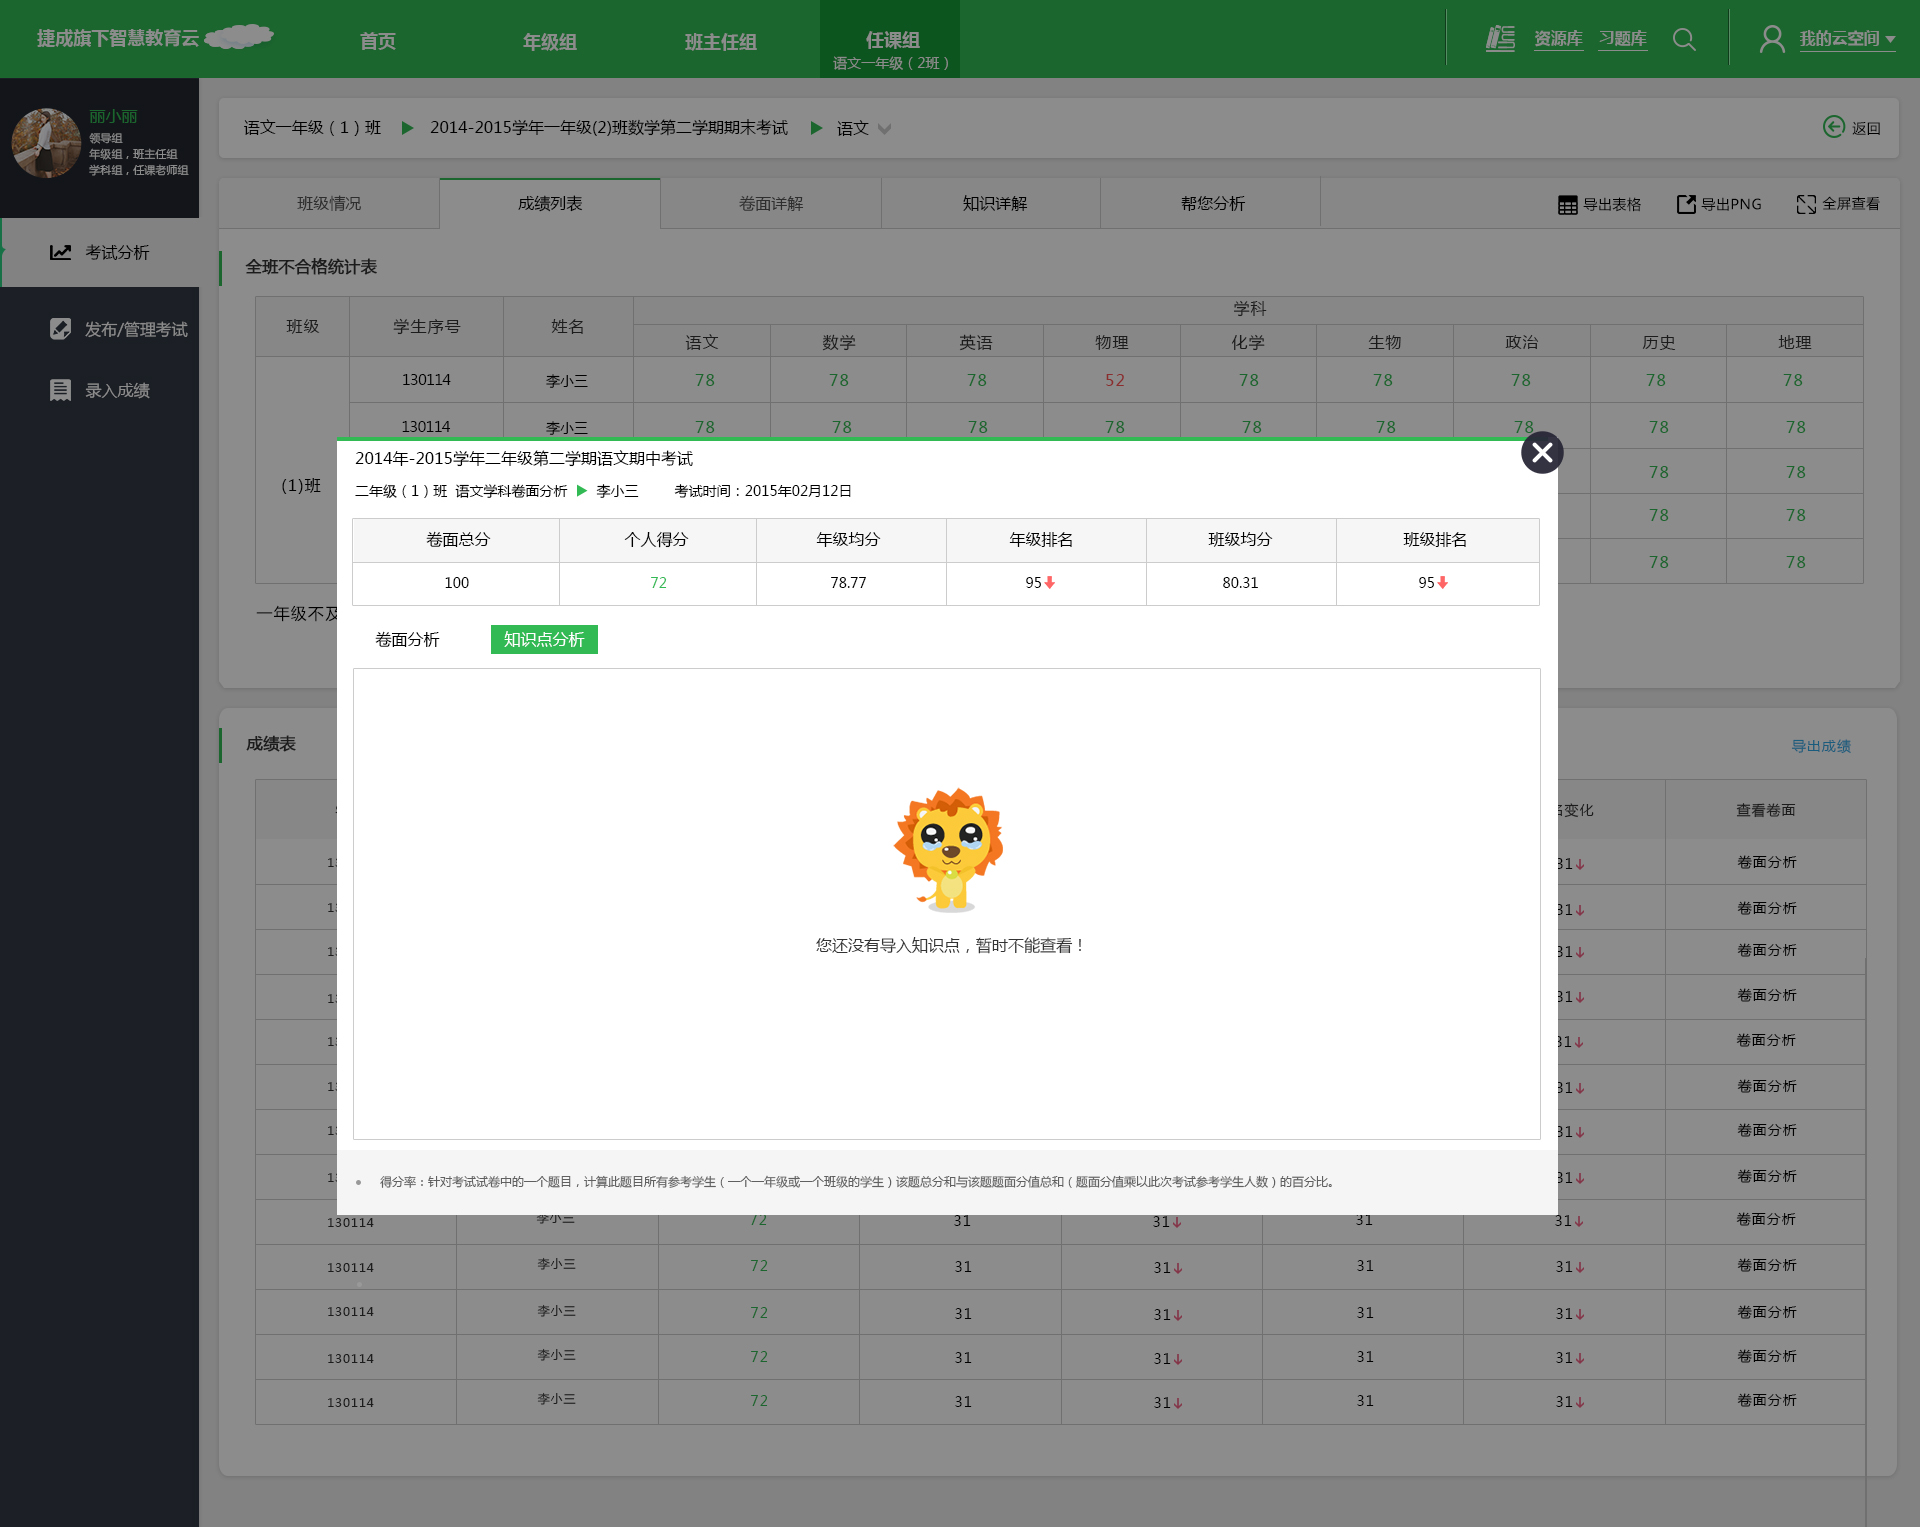 捷成旗下智慧教育云 首页 年级组 班主任组 任课组 资源库 习题库 我的云空间
语文一年级（2班）
丽小丽
领导组
年级组，班主任组
学科组，任课老师组
考试分析
发布/管理考试
录入成绩
语文一年级（1）班 2014-2015学年一年级(2)班数学第二学期期末考试 语文 返回
班级情况 成绩列表 卷面详解 知识详解 帮您分析 导出表格 导出PNG 全屏查看
全班不合格统计表
班级 学生序号 姓名 学科
语文 数学 英语 物理 化学 生物 政治 历史 地理
130114 李小三 78 78 78 52 78 78 78 78 78
130114 李小三 78 78 78 78 78 78 78 78 78
(1)班
78 78
78 78
78 78
一年级不及
2014年-2015学年二年级第二学期语文期中考试
二年级（1）班 语文学科卷面分析 李小三 考试时间：2015年02月12日
卷面总分 个人得分 年级均分 年级排名 班级均分 班级排名
100 72 78.77 95 80.31 95
卷面分析 知识点分析
您还没有导入知识点，暂时不能查看！
得分率：针对考试试卷中的一个题目，计算此题目所有参考学生（一个一年级或一个班级的学生）该题总分和与该题题面分值总和（题面分值乘以此次考试参考学生人数）的百分比。
成绩表 导出成绩
变化 查看卷面
31 卷面分析
31 卷面分析
31 卷面分析
31 卷面分析
31 卷面分析
31 卷面分析
31 卷面分析
31 卷面分析
130114 李小三 72 31 31 31 31 卷面分析
130114 李小三 72 31 31 31 31 卷面分析
130114 李小三 72 31 31 31 31 卷面分析
130114 李小三 72 31 31 31 31 卷面分析
130114 李小三 72 31 31 31 31 卷面分析